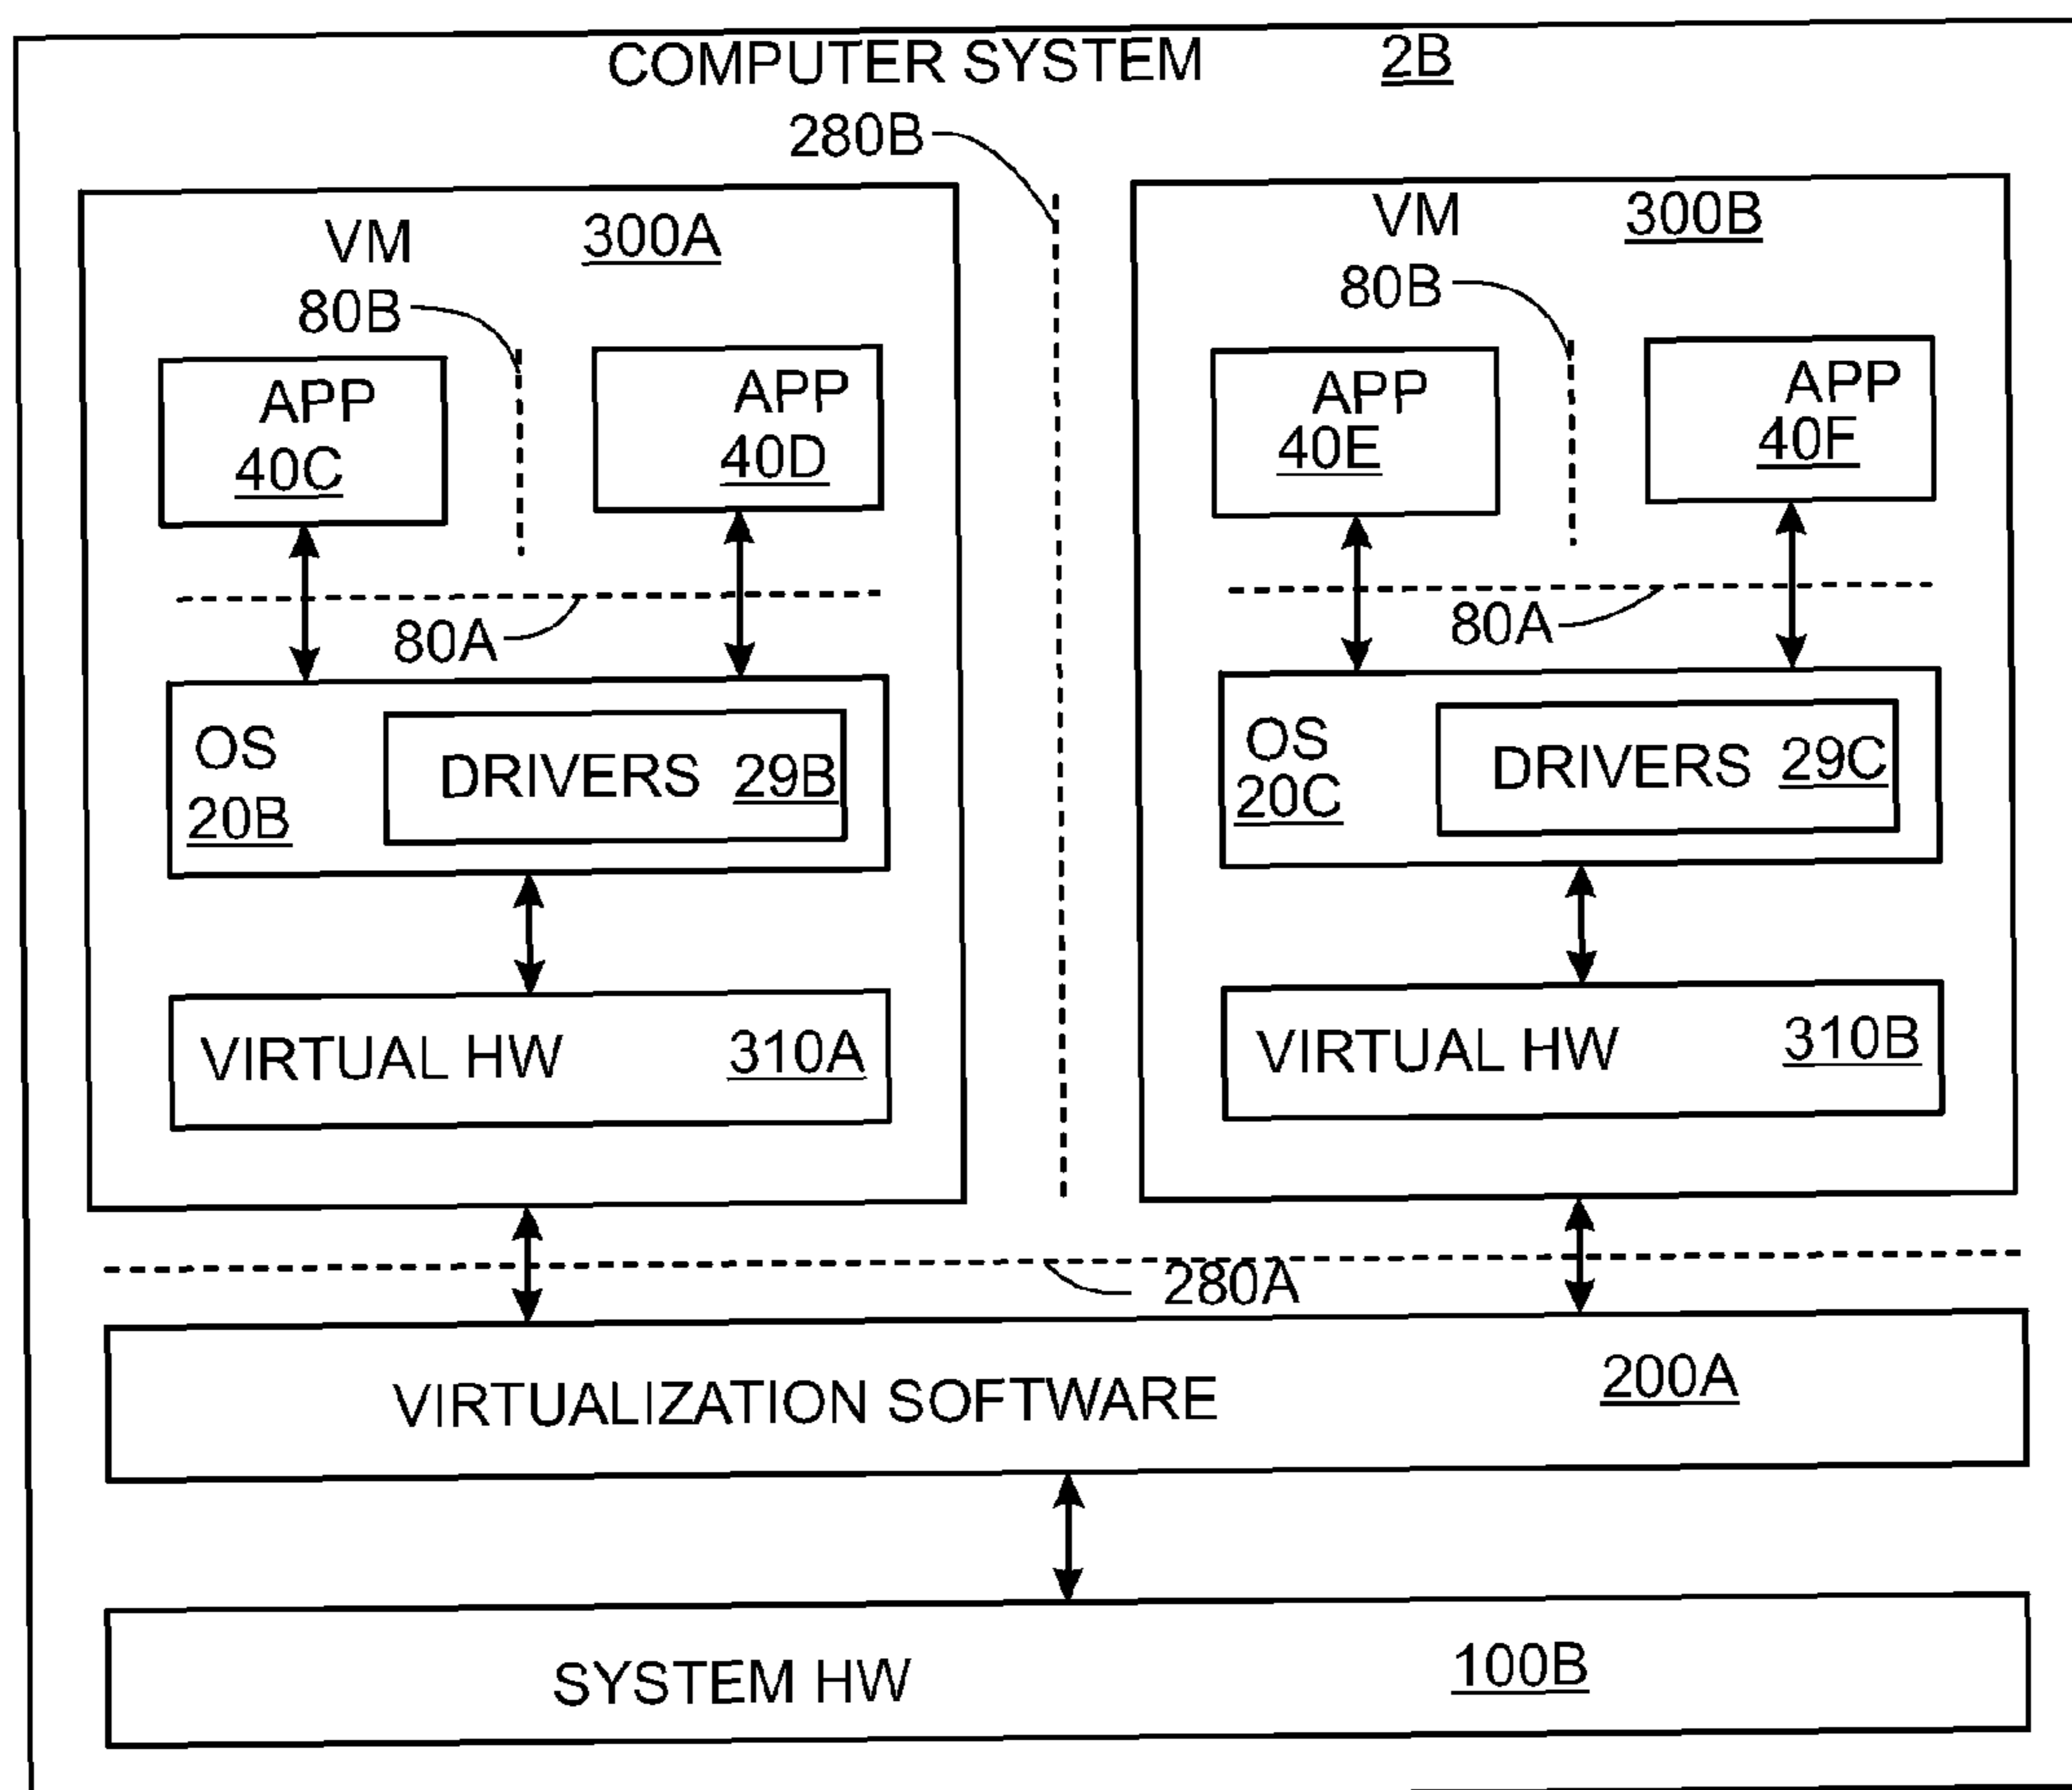 COMPUTER SYSTEM 2B
280B
VM 300A
80B
APP
40C
APP
40D
80A
OS
20B
DRIVERS 29B
VIRTUAL HW 310A
VM 300B
80B
APP
40E
APP
40F
80A
OS
20C
DRIVERS 29C
VIRTUAL HW 310B
280A
VIRTUALIZATION SOFTWARE 200A
SYSTEM HW 100B